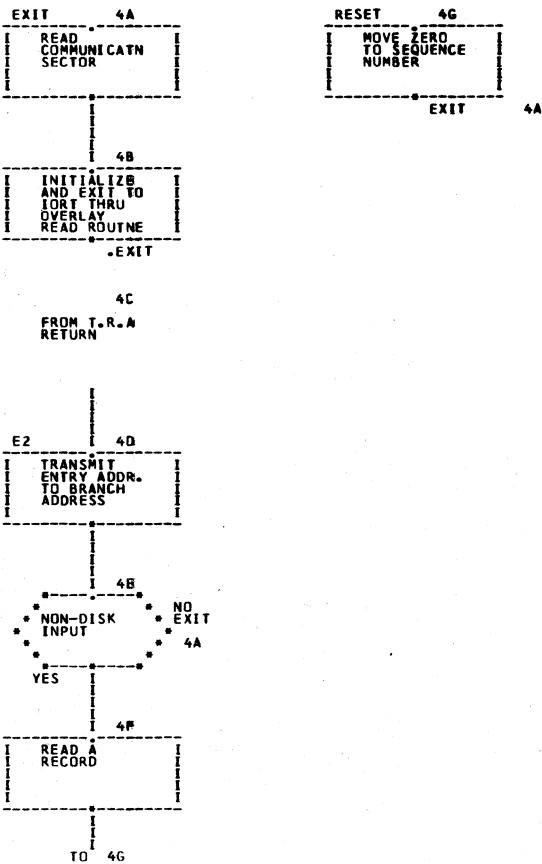 EXIT 4A
READ
COMMUNICATN
SECTOR
4B
INITIALIZE
AND EXIT TO
IORT THRU
OVERLAY
READ ROUTNE
.EXIT
4C
FROM T.R.A
RETURN
E2 4D
TRANSMIT
ENTRY ADDR.
TO BRANCH
ADDRESS
4E
NON-DISK
INPUT
NO
EXIT
4A
YES
4F
READ A
RECORD
TO 4G
RESET 4G
MOVE ZERO
TO SEQUENCE
NUMBER
EXIT 4A